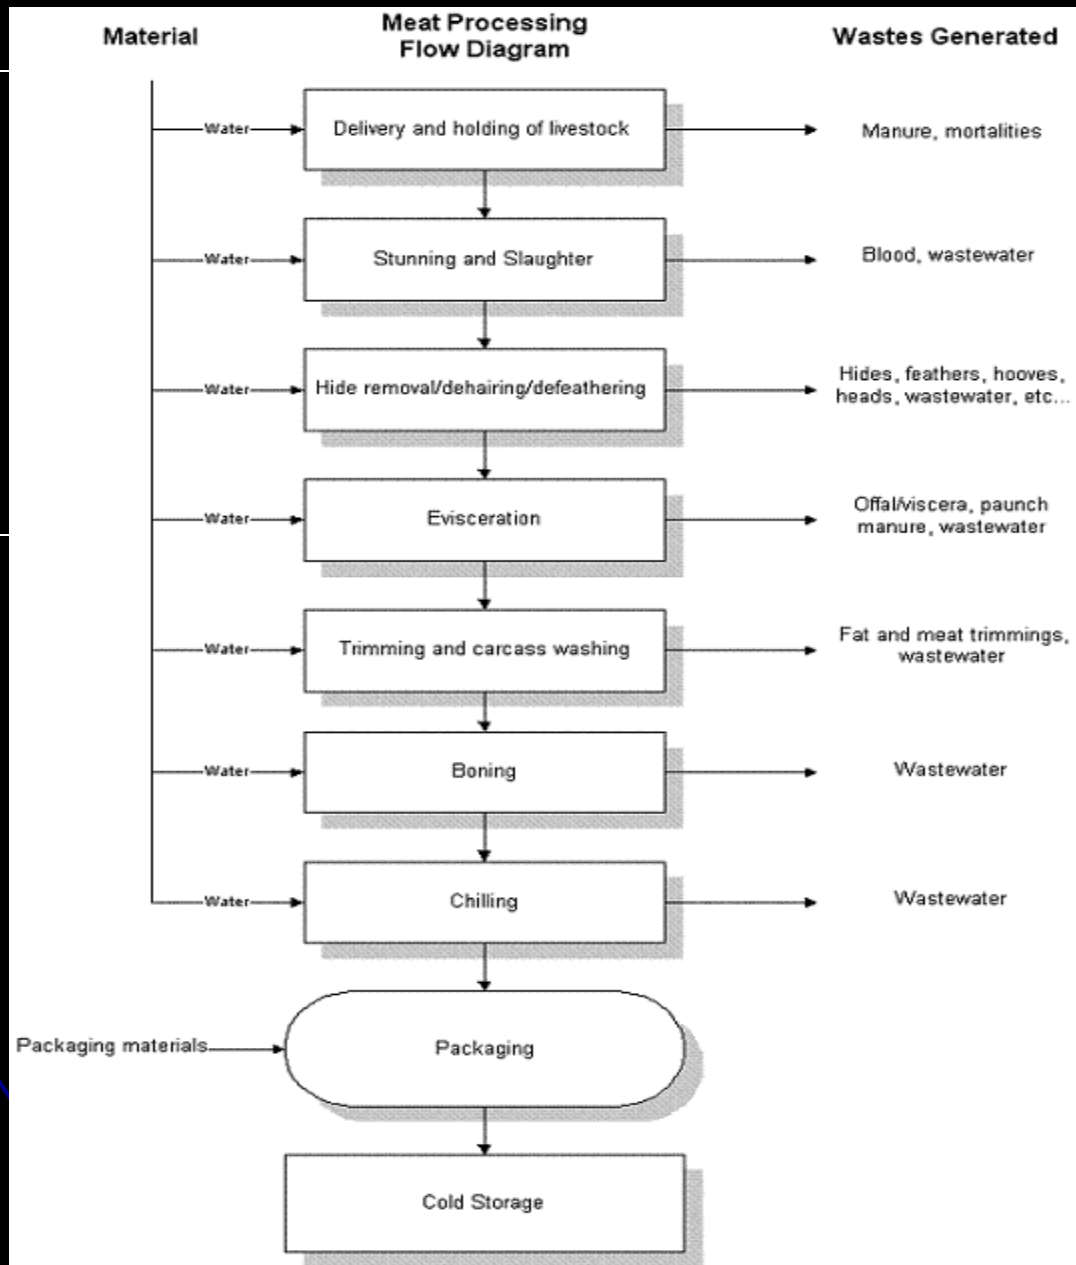 Material
Meat Processing
Flow Diagram
Wastes Generated
Water
Delivery and holding of livestock
Manure, mortalities
Water
Stunning and Slaughter
Blood, wastewater
Water
Hide removal/dehairing/defeathering
Hides, feathers, hooves,
heads, wastewater, etc...
Water
Evisceration
Offal/viscera, paunch
manure, wastewater
Water
Trimming and carcass washing
Fat and meat trimmings,
wastewater
Water
Boning
Wastewater
Water
Chilling
Wastewater
Packaging materials
Packaging
Cold Storage